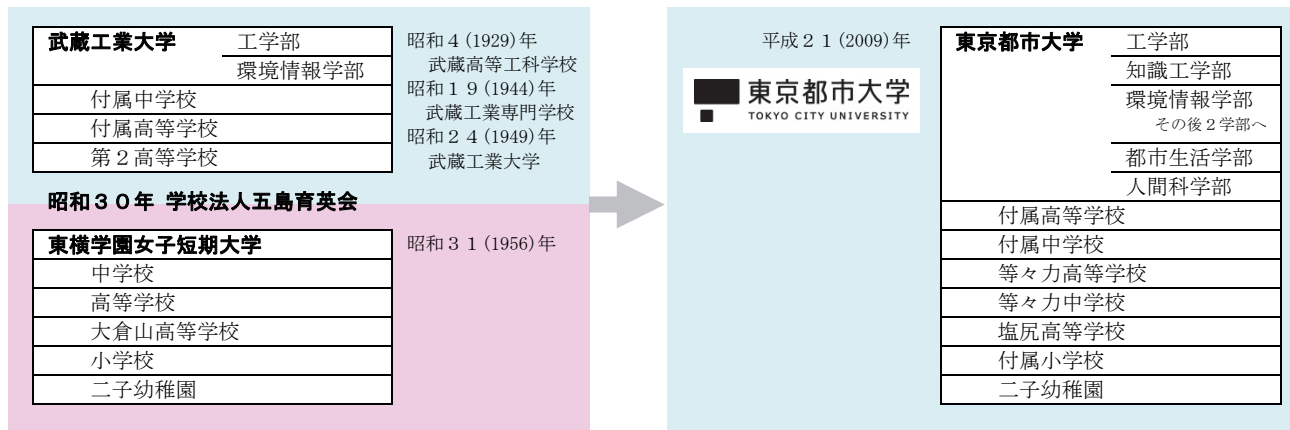 武蔵工業大学 工学部
環境情報学部
付属中学校
付属高等学校
第２高等学校
昭和４(1929)年
武蔵高等工科学校
昭和１９(1944)年
武蔵工業専門学校
昭和２４(1949)年
武蔵工業大学
昭和３０年 学校法人五島育英会
東横学園女子短期大学
中学校
高等学校
大倉山高等学校
小学校
二子幼稚園
昭和３１(1956)年
平成２１(2009)年
東京都市大学
TOKYO CITY UNIVERSITY
東京都市大学 工学部
知識工学部
環境情報学部
その後２学部へ
都市生活学部
人間科学部
付属高等学校
付属中学校
等々力高等学校
等々力中学校
塩尻高等学校
付属小学校
二子幼稚園